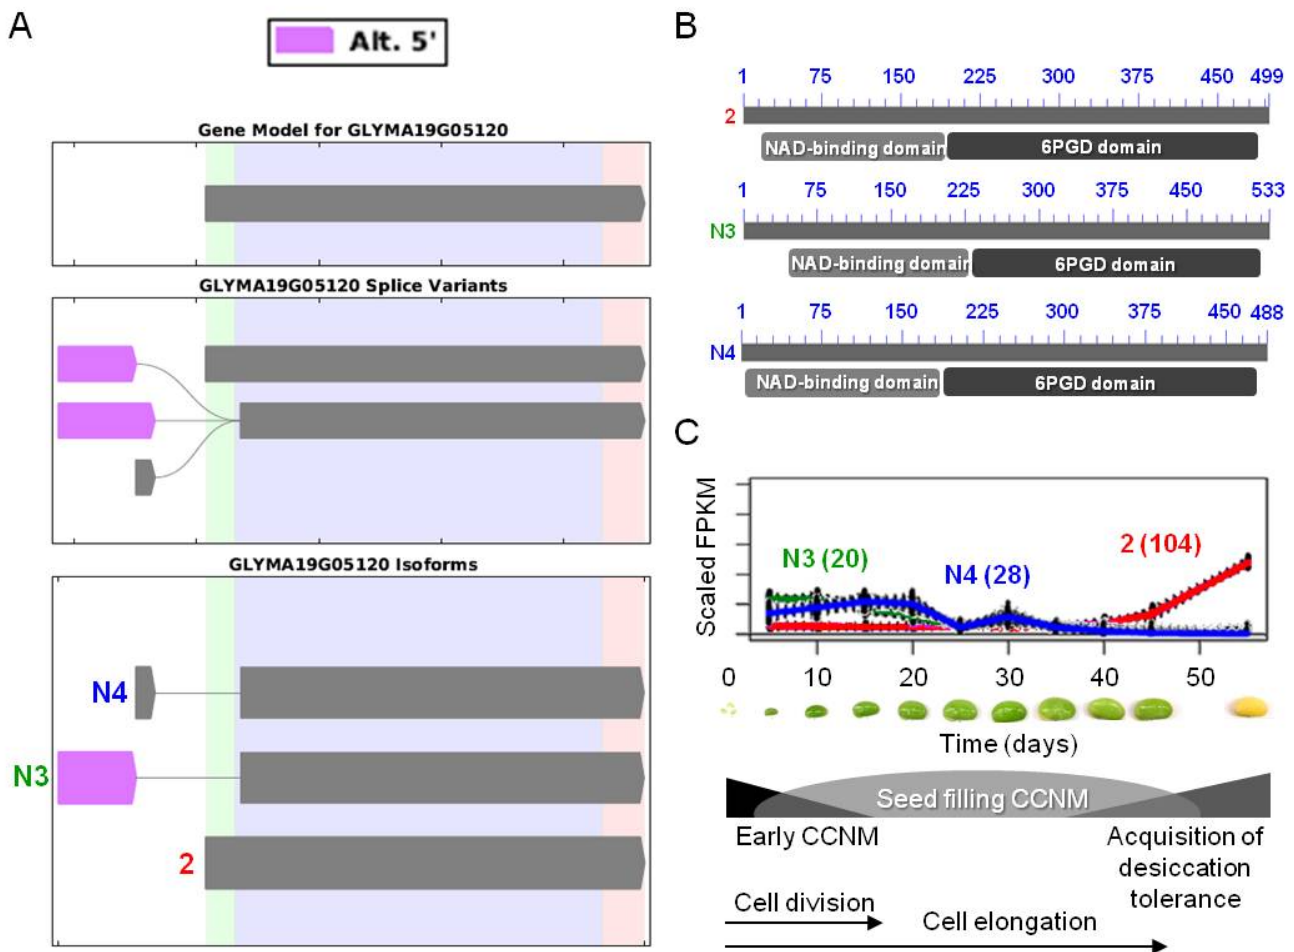 A
Alt. 5'
Gene Model for GLYMA19G05120
GLYMA19G05120 Splice Variants
GLYMA19G05120 Isoforms
N4
N3
2
B
1 75 150 225 300 375 450 499
2
NAD-binding domain 6PGD domain
1 75 150 225 300 375 450 533
N3
NAD-binding domain 6PGD domain
1 75 150 225 300 375 450 488
N4
NAD-binding domain 6PGD domain
C
Scaled FPKM
N3 (20)
N4 (28)
2 (104)
0 10 20 30 40 50
Time (days)
Seed filling CCNM
Early CCNM
Acquisition of
desiccation
tolerance
Cell division
Cell elongation